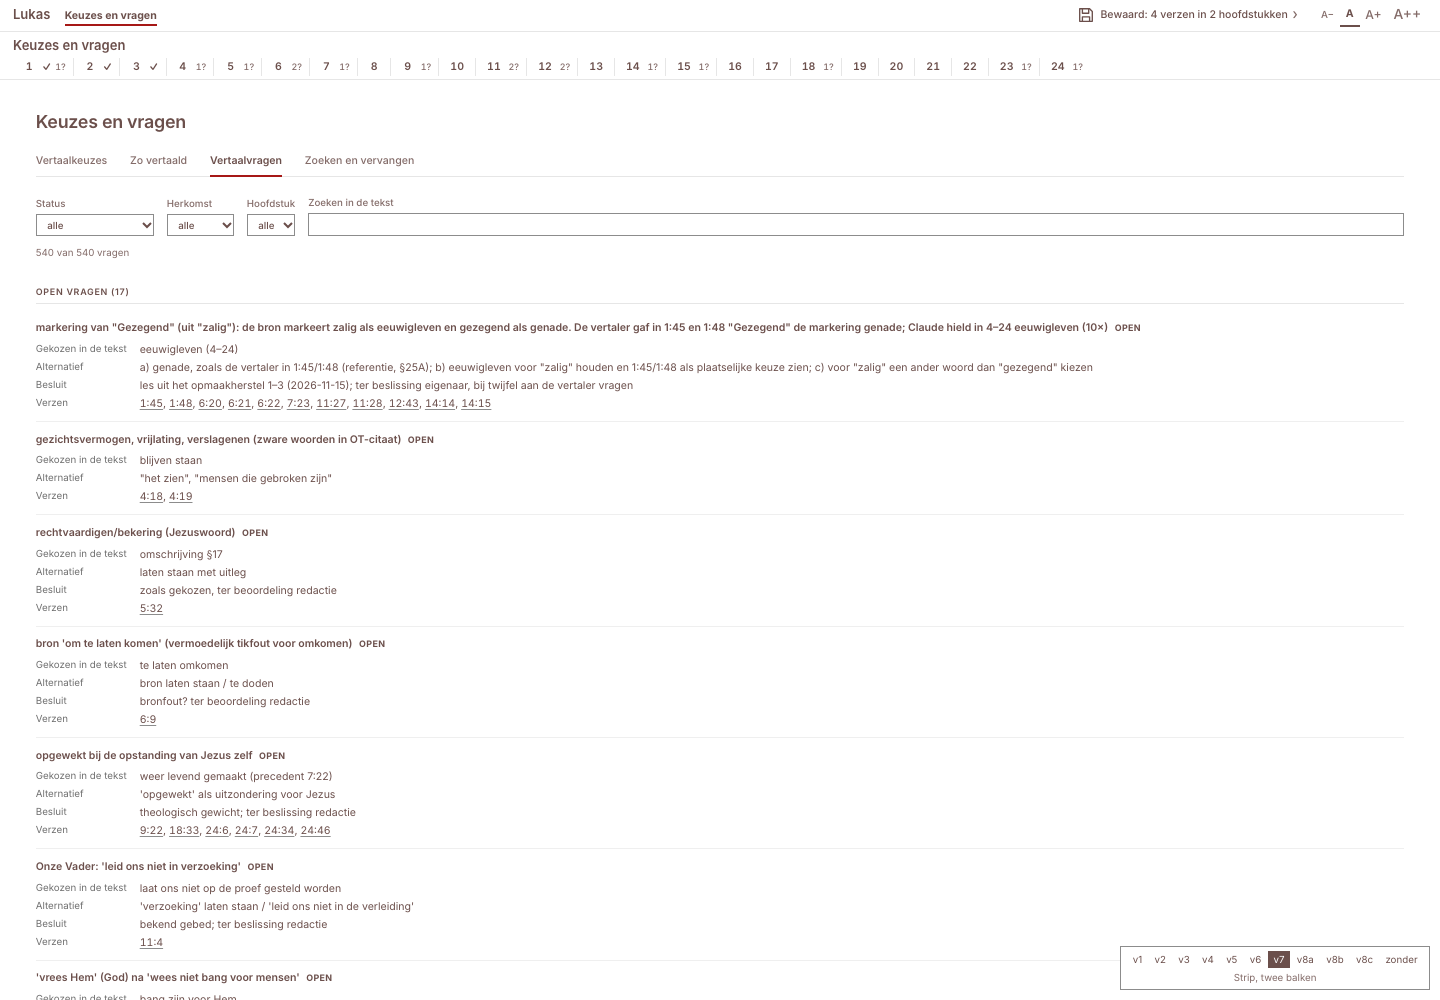 Lukas Keuzes en vragen Bewaard: 4 verzen in 2 hoofdstukken › A− A A+ A++
Keuzes en vragen
1 ✓ 1? 2 ✓ 3 ✓ 4 1? 5 1? 6 2? 7 1? 8 9 1? 10 11 2? 12 2? 13 14 1? 15 1? 16 17 18 1? 19 20 21 22 23 1? 24 1?
Keuzes en vragen
Vertaalkeuzes Zo vertaald Vertaalvragen Zoeken en vervangen
Status Herkomst Hoofdstuk Zoeken in de tekst
alle alle alle
540 van 540 vragen
OPEN VRAGEN (17)
markering van "Gezegend" (uit "zalig"): de bron markeert zalig als eeuwigleven en gezegend als genade. De vertaler gaf in 1:45 en 1:48 "Gezegend" de markering genade; Claude hield in 4–24 eeuwigleven (10×) OPEN
Gekozen in de tekst eeuwigleven (4–24)
Alternatief a) genade, zoals de vertaler in 1:45/1:48 (referentie, §25A); b) eeuwigleven voor "zalig" houden en 1:45/1:48 als plaatselijke keuze zien; c) voor "zalig" een ander woord dan "gezegend" kiezen
Besluit les uit het opmaakherstel 1–3 (2026-11-15); ter beslissing eigenaar, bij twijfel aan de vertaler vragen
Verzen 1:45, 1:48, 6:20, 6:21, 6:22, 7:23, 11:27, 11:28, 12:43, 14:14, 14:15
gezichtsvermogen, vrijlating, verslagenen (zware woorden in OT-citaat) OPEN
Gekozen in de tekst blijven staan
Alternatief "het zien", "mensen die gebroken zijn"
Verzen 4:18, 4:19
rechtvaardigen/bekering (Jezuswoord) OPEN
Gekozen in de tekst omschrijving §17
Alternatief laten staan met uitleg
Besluit zoals gekozen, ter beoordeling redactie
Verzen 5:32
bron 'om te laten komen' (vermoedelijk tikfout voor omkomen) OPEN
Gekozen in de tekst te laten omkomen
Alternatief bron laten staan / te doden
Besluit bronfout? ter beoordeling redactie
Verzen 6:9
opgewekt bij de opstanding van Jezus zelf OPEN
Gekozen in de tekst weer levend gemaakt (precedent 7:22)
Alternatief 'opgewekt' als uitzondering voor Jezus
Besluit theologisch gewicht; ter beslissing redactie
Verzen 9:22, 18:33, 24:6, 24:7, 24:34, 24:46
Onze Vader: 'leid ons niet in verzoeking' OPEN
Gekozen in de tekst laat ons niet op de proef gesteld worden
Alternatief 'verzoeking' laten staan / 'leid ons niet in de verleiding'
Besluit bekend gebed; ter beslissing redactie
Verzen 11:4
'vrees Hem' (God) na 'wees niet bang voor mensen' OPEN
Gekozen in de tekst bang zijn voor Hem
v1 v2 v3 v4 v5 v6 v7 v8a v8b v8c zonder
Strip, twee balken